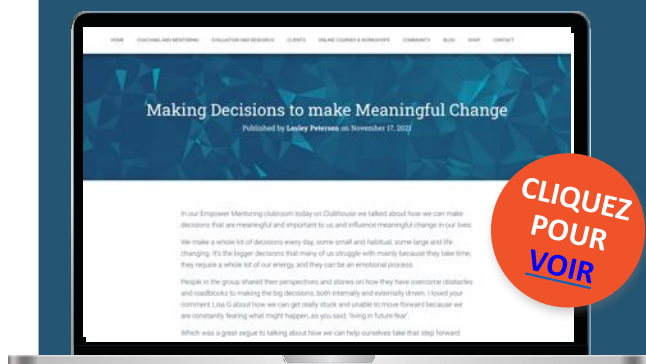 HOME COACHING AND MENTORING EVALUATION AND RESEARCH CLIENTS ONLINE COURSES & WORKSHOPS COMMUNITY BLOG SHOP CONTACT
Making Decisions to make Meaningful Change
Published by Lesley Petersen on November 17, 2021
In our Empower Mentoring clubroom today on Clubhouse we talked about how we can make
decisions that are meaningful and important to us and influence meaningful change in our lives.
We make a whole lot of decisions every day, some small and habitual, some large and life
changing. It's the bigger decisions that many of us struggle with mainly because they take time,
they require a whole lot of our energy, and they can be an emotional process.
People in the group shared their perspectives and stories on how they have overcome obstacles
and roadblocks to making the big decisions, both internally and externally driven. I loved your
comment Lisa G about how we can get really stuck and unable to move forward because we
are constantly fearing what might happen, as you said, 'living in future fear'.
Which was a great segue to talking about how we can help ourselves take that step forward
CLIQUEZ
POUR
VOIR